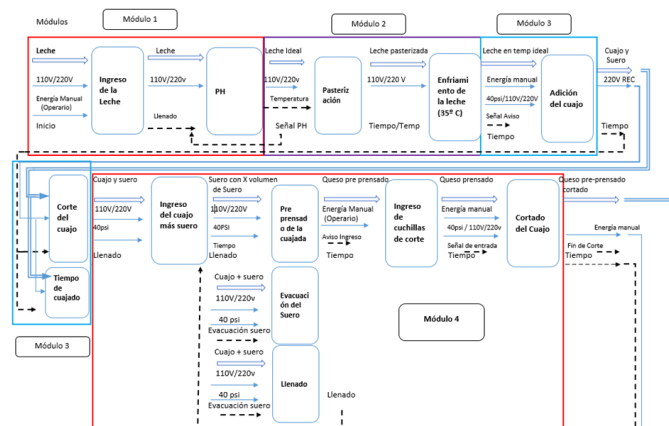 Módulos
Módulo 1
Módulo 2
Módulo 3
Leche
110V/220V
Energía Manual
(Operario)
Inicio
Ingreso
de la
Leche
Leche
110V/220v
Llenado
PH
Leche Ideal
110V/220v
Temperatura
Señal PH
Pasteriz
ación
Leche pasterizada
110V/220 V
Tiempo/Temp
Enfriami
ento de
la leche
(35º C)
Leche en temp ideal
Energía manual
40psi/110V/220V
Señal Aviso
Tiempo
Adición
del cuajo
Cuajo y
Suero
220V REC
Tiempo
Corte
del
cuajo
Tiempo
de
cuajado
Módulo 3
Cuajo y suero
110V/220V
40psi
Llenado
Ingreso
del cuajo
más suero
Suero con X volumen
de Suero
110V/220v
40PSI
Tiempo
Llenado
Pre
prensad
o de la
cuajada
Queso pre prensado
Energía Manual
(Operario)
Aviso Ingreso
Tiempo
Ingreso
de
cuchillas
de corte
Queso prensado
Energía manual
40psi / 110V/220v
Señal de entrada
Tiempo
Cortado
del Cuajo
Queso pre-prensado
cortado
Energía manual
Fin de Corte
Tiempo
Cuajo + suero
110V/220v
40 psi
Evacuación suero
Evacuaci
ón del
Suero
Módulo 4
Cuajo + suero
110V/220v
40 psi
Evacuación suero
Llenado
Llenado